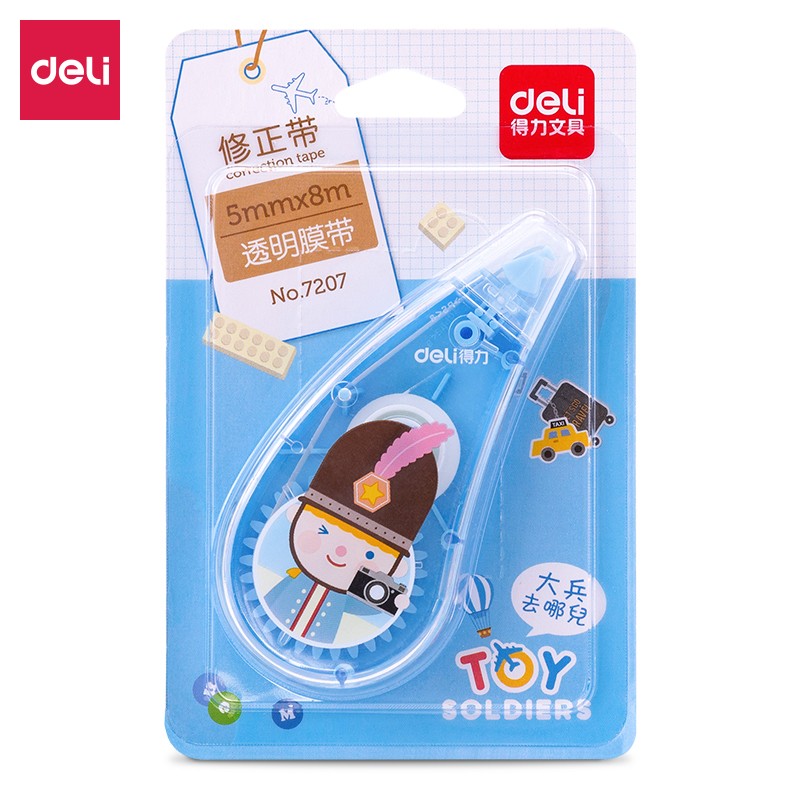 deli
deli
得力文具
修正带
correction tape
5mmx8m
透明膜带
No.7207
deli得力
TAXI
大兵
去哪兒
TOY
SOLDIERS
M